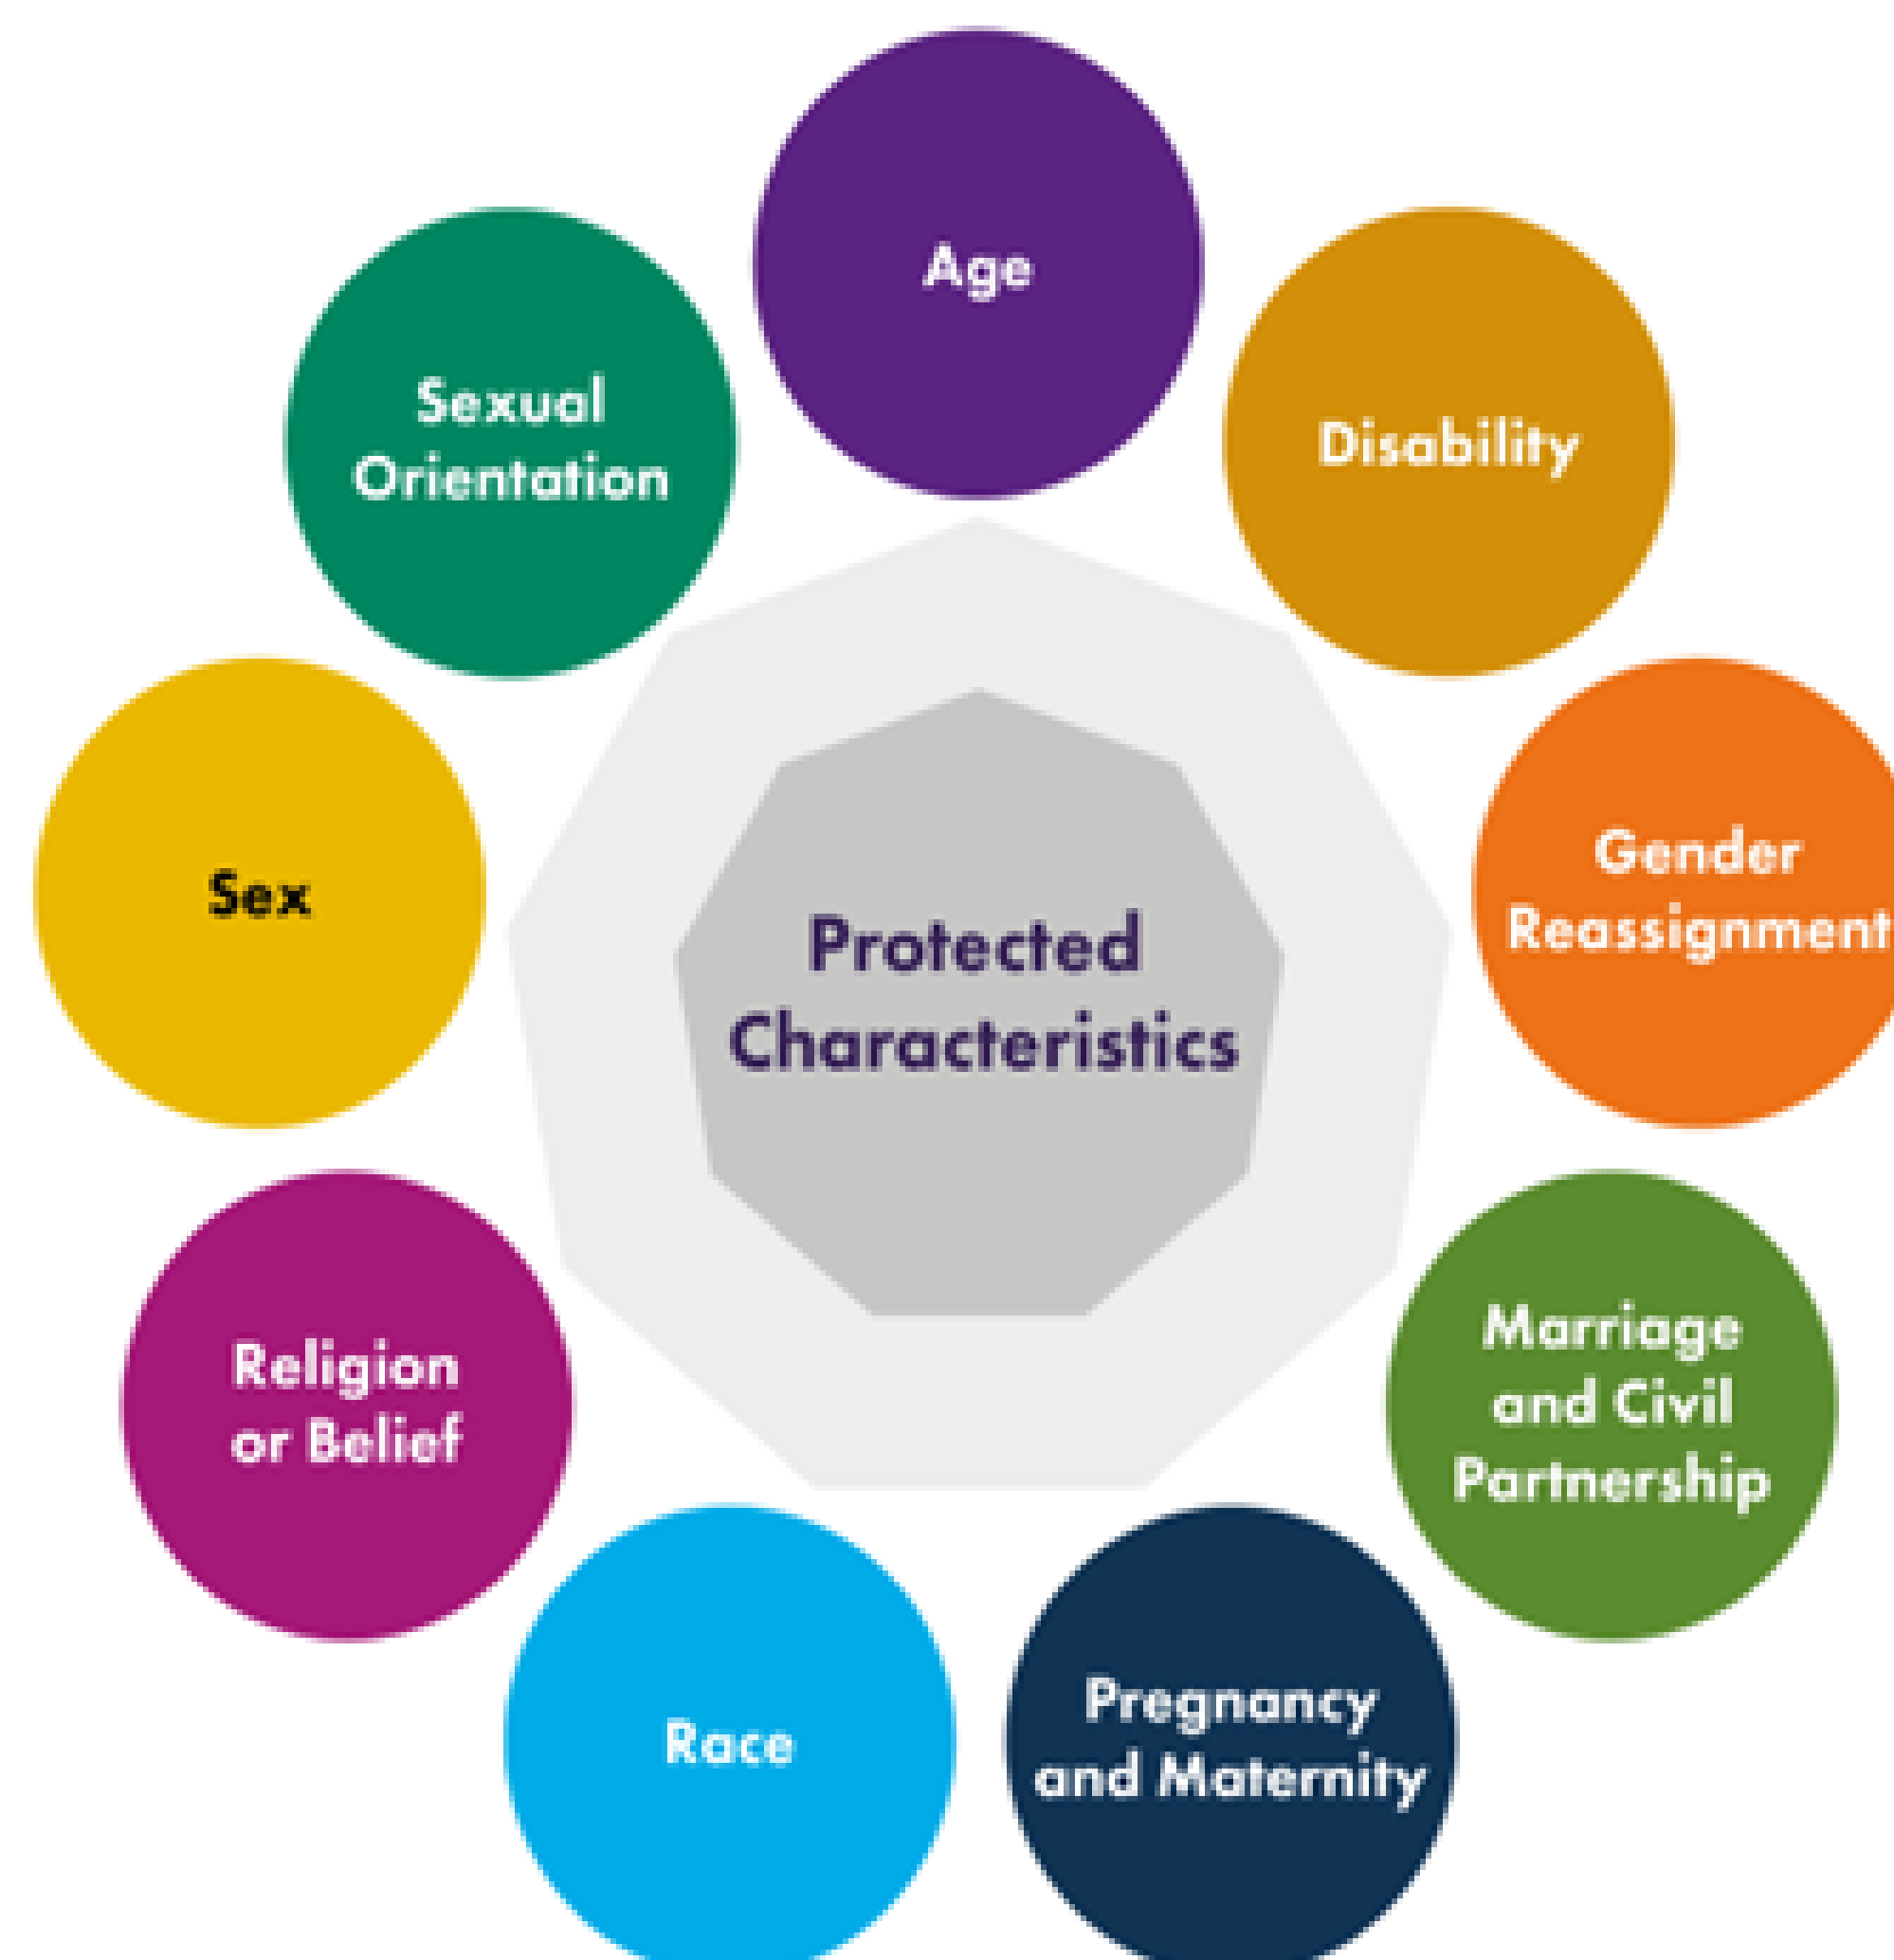 Age
Disability
Gender
Reassignment
Marriage
and Civil
Partnership
Pregnancy
and Maternity
Race
Religion
or Belief
Sex
Sexual
Orientation
Protected
Characteristics